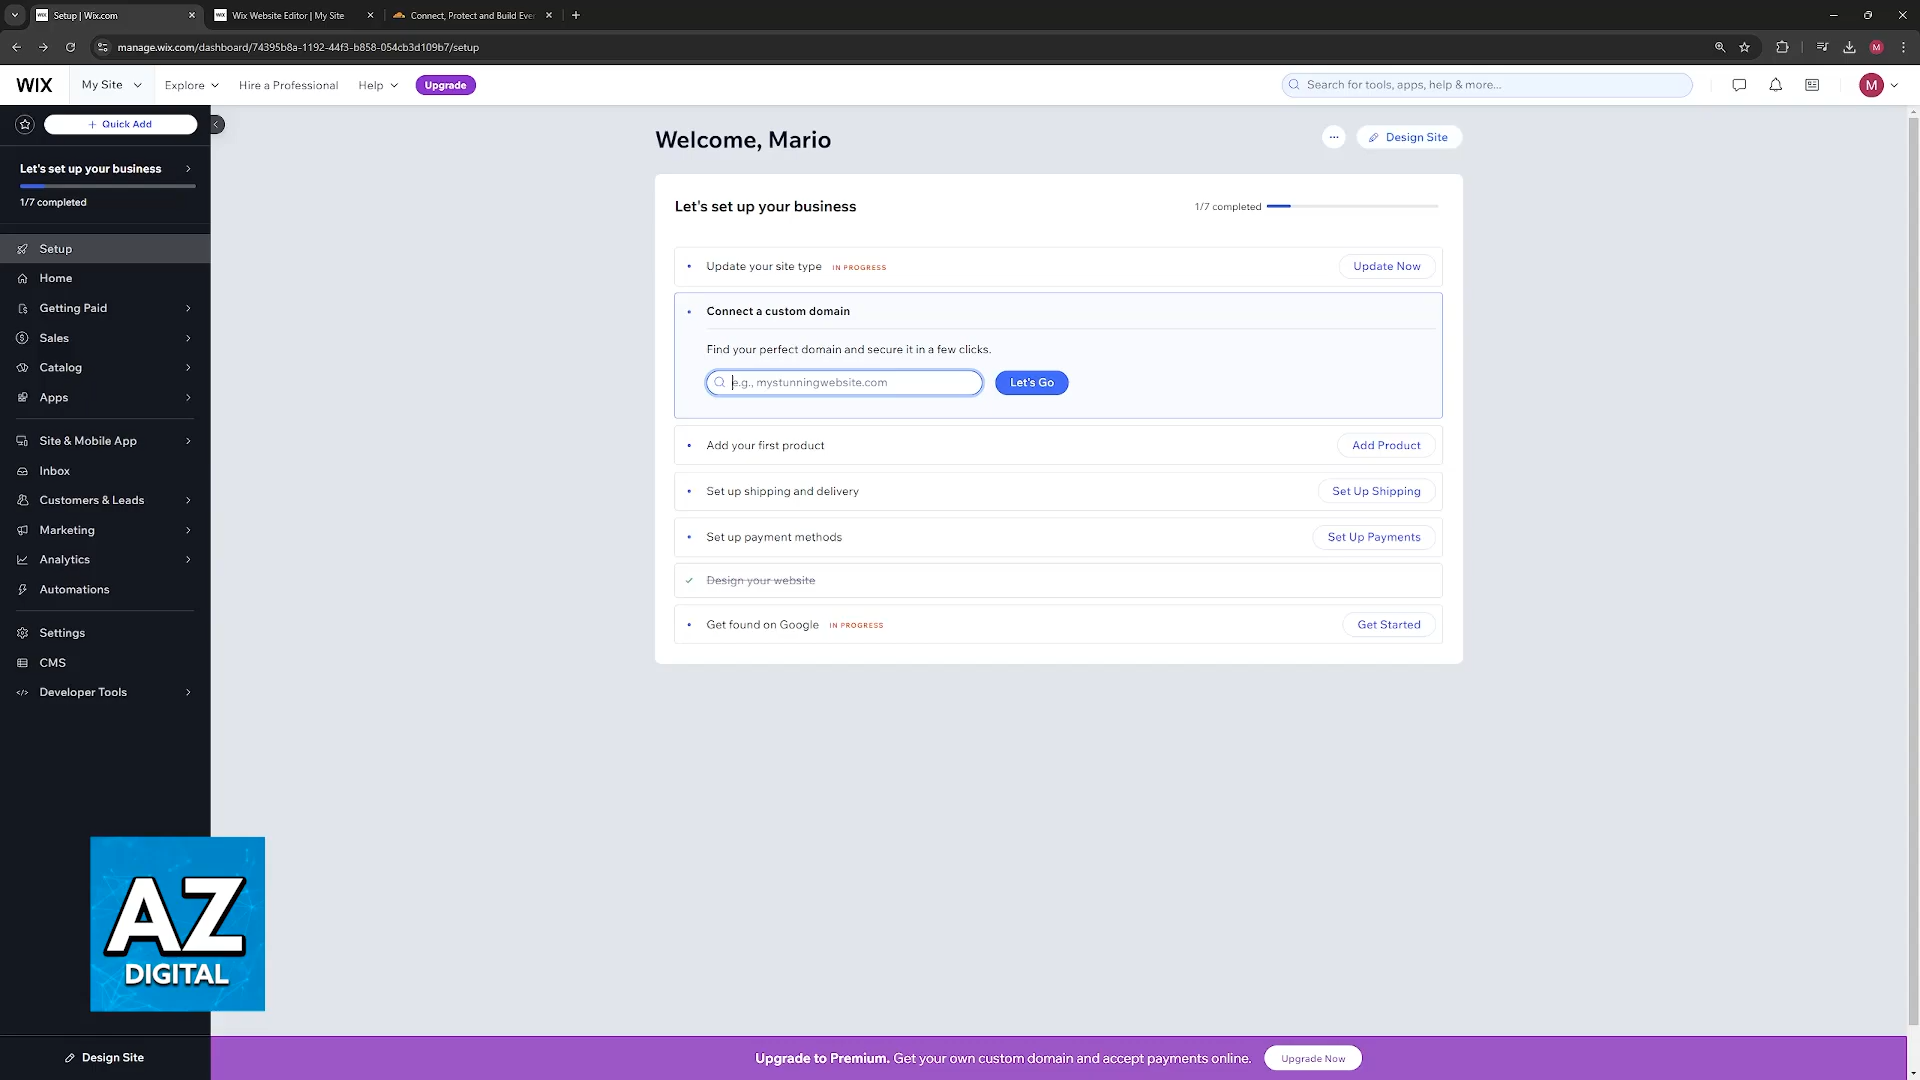 Setup | Wix.com
Wix Website Editor | My Site
Connect, Protect and Build Ever
manage.wix.com/dashboard/74395b8a-1192-44f3-b858-054cb3d109b7/setup
M
WIX
My Site
Explore
Hire a Professional
Help
Upgrade
Search for tools, apps, help & more...
M
+ Quick Add
Let's set up your business
1/7 completed
Setup
Home
Getting Paid
Sales
Catalog
Apps
Site & Mobile App
Inbox
Customers & Leads
Marketing
Analytics
Automations
Settings
CMS
Developer Tools
Welcome, Mario
Design Site
Let's set up your business
1/7 completed
Update your site type IN PROGRESS
Update Now
Connect a custom domain
Find your perfect domain and secure it in a few clicks.
e.g., mystunningwebsite.com
Let's Go
Add your first product
Add Product
Set up shipping and delivery
Set Up Shipping
Set up payment methods
Set Up Payments
Design your website
Get found on Google IN PROGRESS
Get Started
AZ
DIGITAL
Design Site
Upgrade to Premium. Get your own custom domain and accept payments online.
Upgrade Now